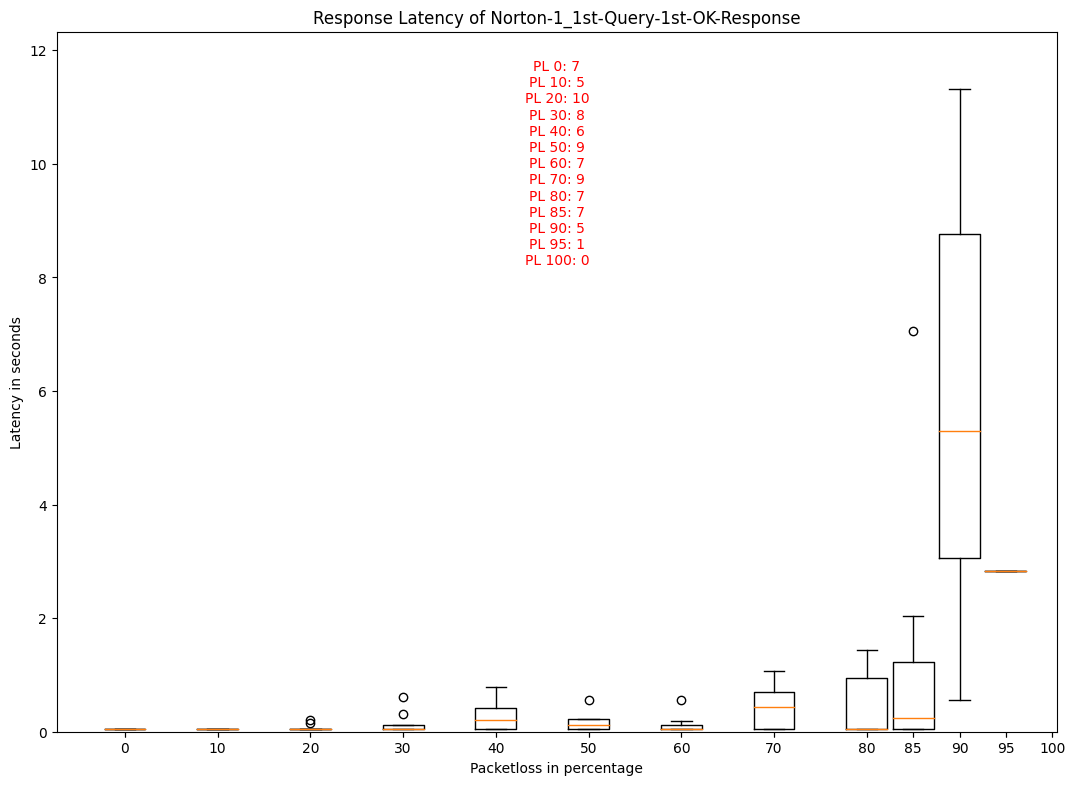 Response Latency of Norton-1_1st-Query-1st-OK-Response
12
10
8
6
4
2
0
Latency in seconds
PL 0: 7
PL 10: 5
PL 20: 10
PL 30: 8
PL 40: 6
PL 50: 9
PL 60: 7
PL 70: 9
PL 80: 7
PL 85: 7
PL 90: 5
PL 95: 1
PL 100: 0
0 10 20 30 40 50 60 70 80 85 90 95 100
Packetloss in percentage